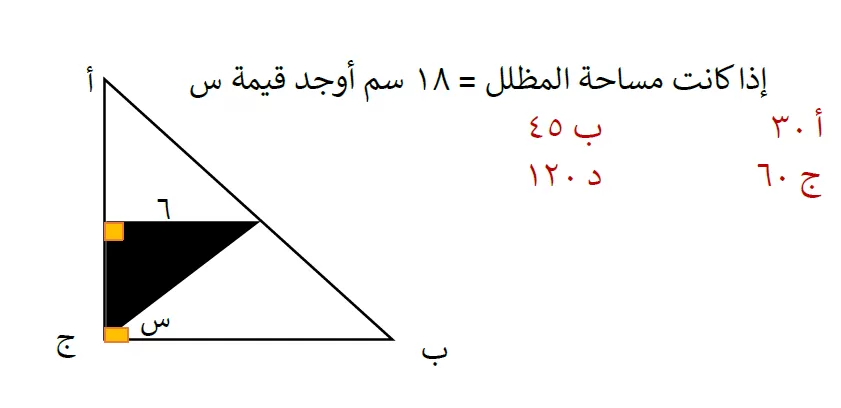 إذا كانت مساحة المظلل = ١٨ سم أوجد قيمة س
أ ٣٠ ب ٤٥
ج ٦٠ د ١٢٠
أ
٦
س
ج
ب